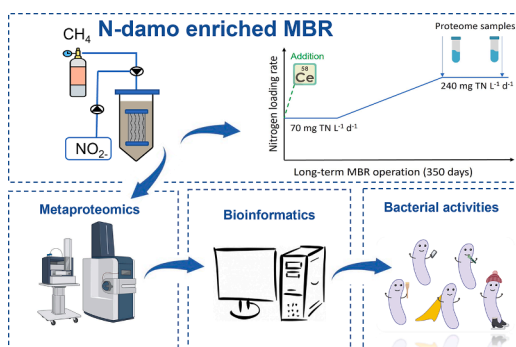 N-damo enriched MBR
CH4
NO2-
Nitrogen loading rate
Addition
58
Ce
70 mg TN L-1 d-1
Proteome samples
240 mg TN L-1 d-1
Long-term MBR operation (350 days)
Metaproteomics
Bioinformatics
Bacterial activities